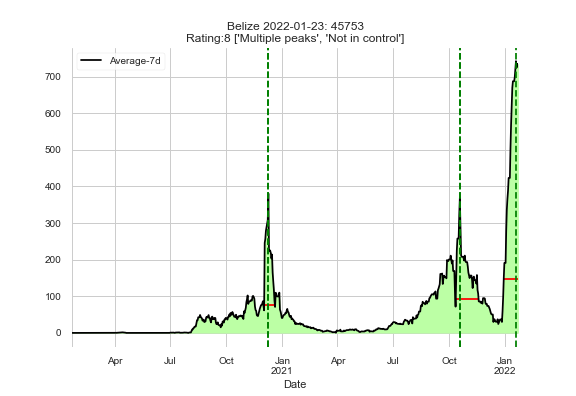 Belize 2022-01-23: 45753
Rating:8 ['Multiple peaks', 'Not in control']
Average-7d
700
600
500
400
300
200
100
0
Apr Jul Oct Jan Apr Jul Oct Jan
2021 2022
Date